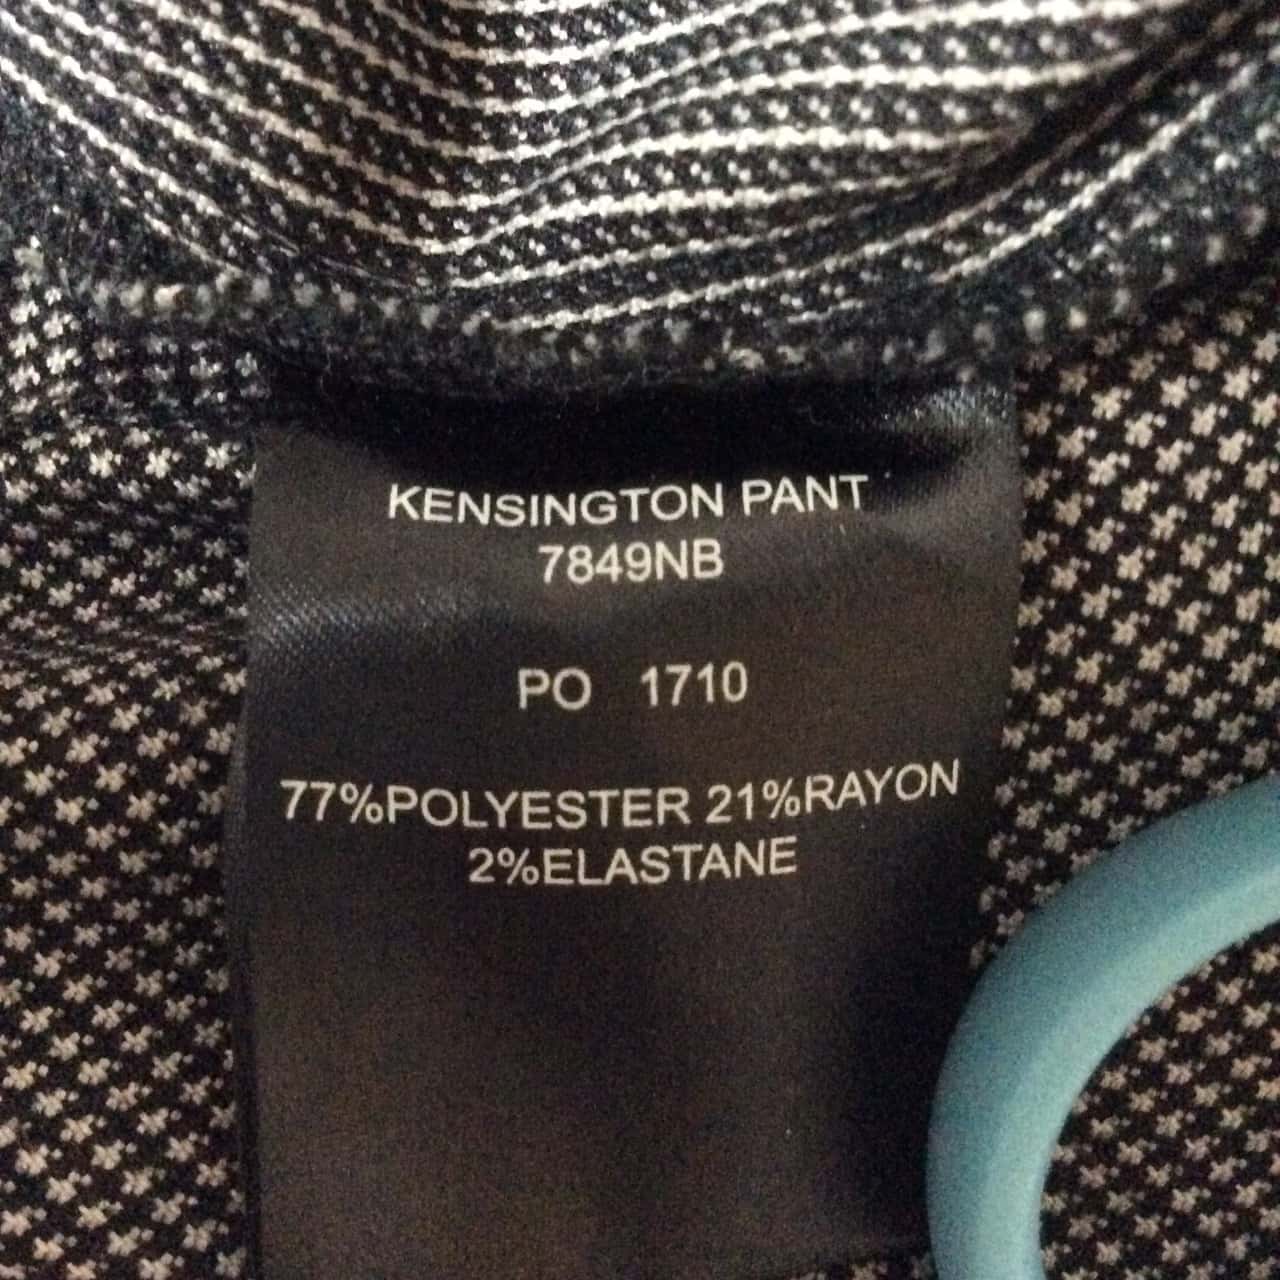 KENSINGTON PANT
7849NB
PO 1710
77%POLYESTER 21%RAYON
2%ELASTANE